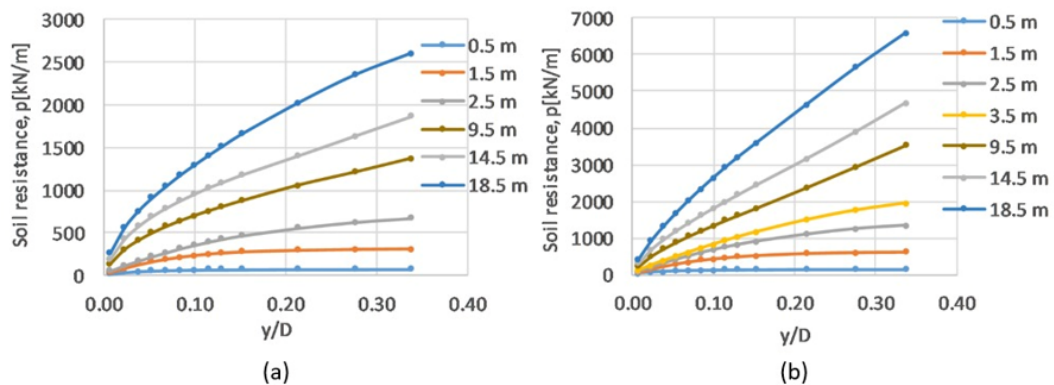 3000
2500
2000
1500
1000
500
0
Soil resistance, p[kN/m]
0.00 0.10 0.20 0.30 0.40
y/D
0.5 m
1.5 m
2.5 m
9.5 m
14.5 m
18.5 m
(a)
7000
6000
5000
4000
3000
2000
1000
0
Soil resistance, p[kN/m]
0.00 0.10 0.20 0.30 0.40
y/D
0.5 m
1.5 m
2.5 m
3.5 m
9.5 m
14.5 m
18.5 m
(b)